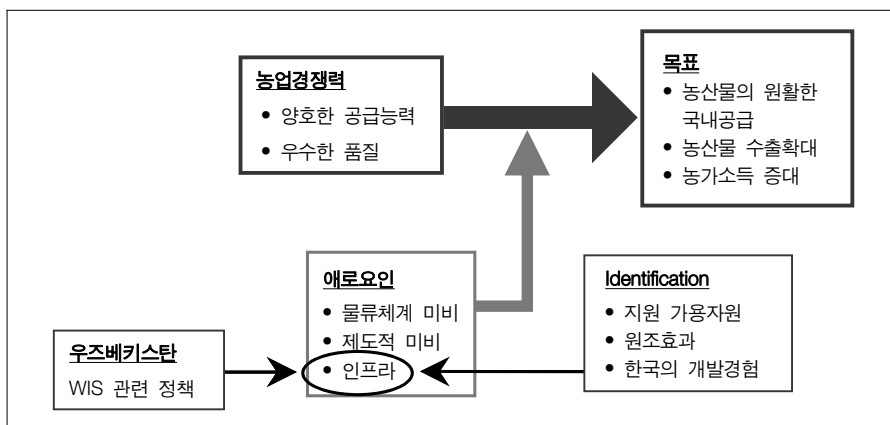 농업경쟁력
• 양호한 공급능력
• 우수한 품질
목표
• 농산물의 원활한
국내공급
• 농산물 수출확대
• 농가소득 증대
애로요인
• 물류체계 미비
• 제도적 미비
• 인프라
Identification
• 지원 가용자원
• 원조효과
• 한국의 개발경험
우즈베키스탄
WIS 관련 정책